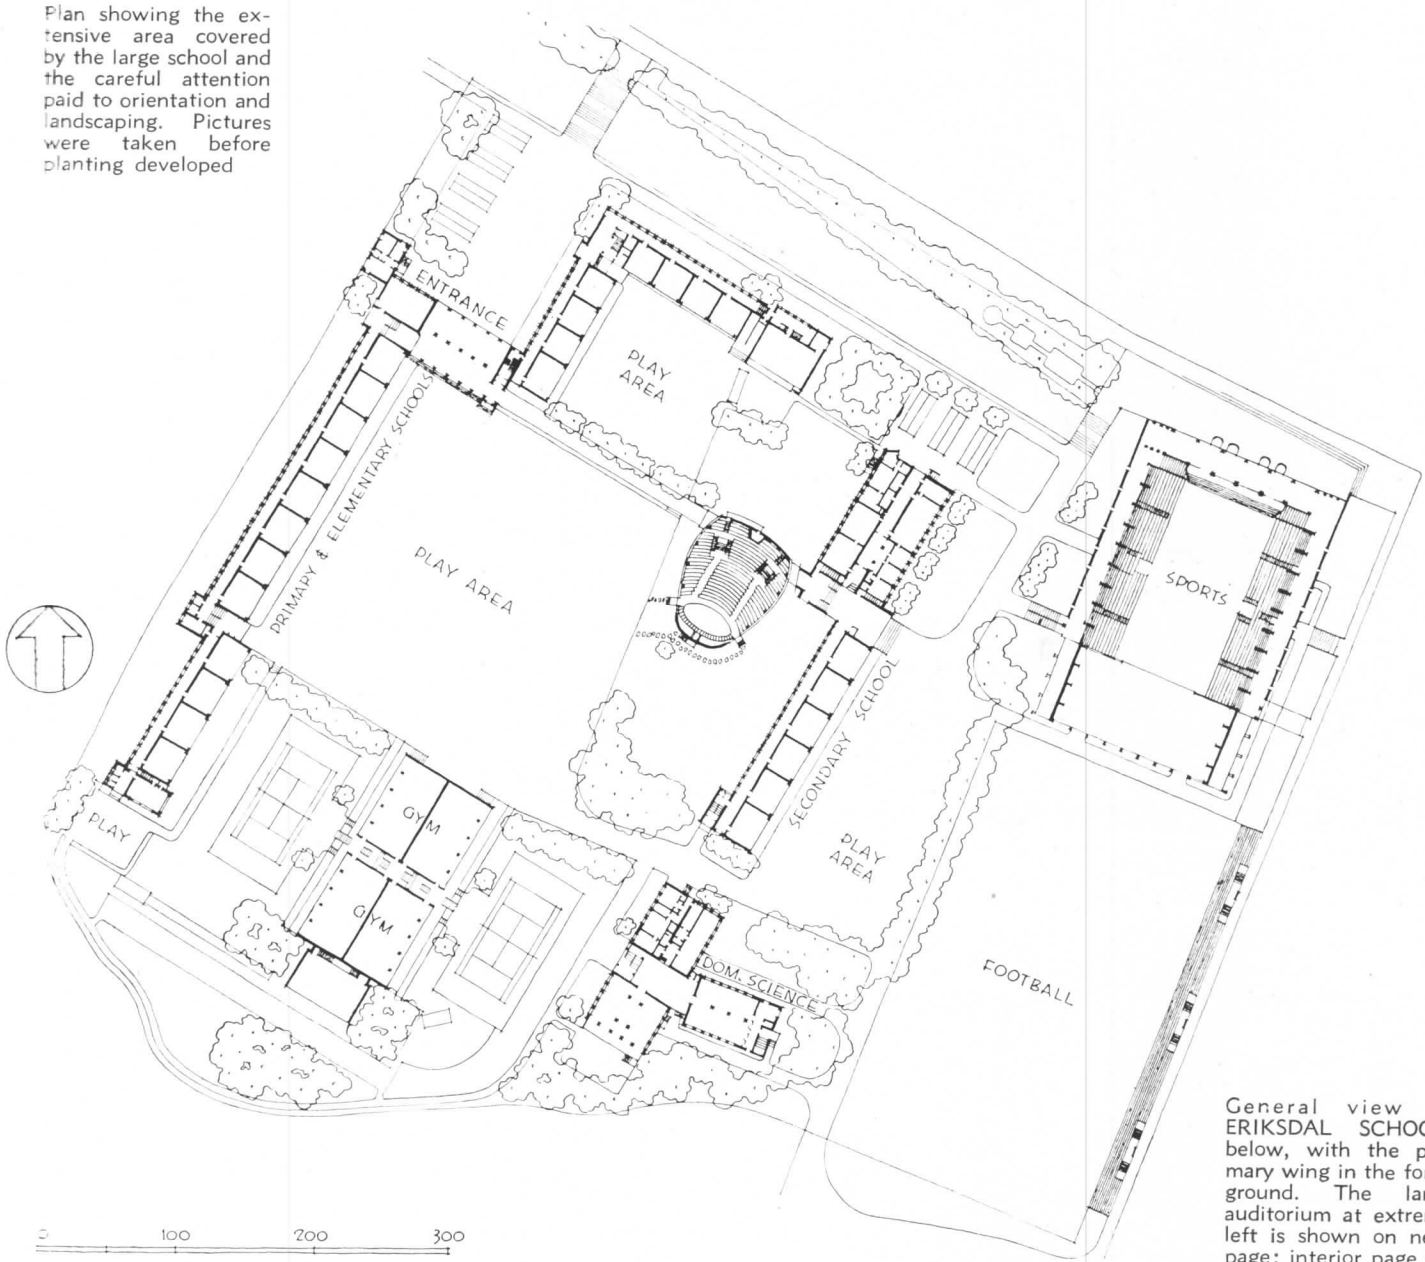 Plan showing the ex-
tensive area covered
by the large school and
the careful attention
paid to orientation and
landscaping. Pictures
were taken before
planting developed
ENTRANCE
PLAY
AREA
PRIMARY & ELEMENTARY SCHOOLS
PLAY AREA
SPORTS
SECONDARY SCHOOL
PLAY
GYM
PLAY
AREA
GYM
DOM. SCIENCE
FOOTBALL
0 100 200 300
General view
ERIKSDAL SCHOO
below, with the p
mary wing in the fo
ground. The lar
auditorium at extre
left is shown on ne
page; interior page